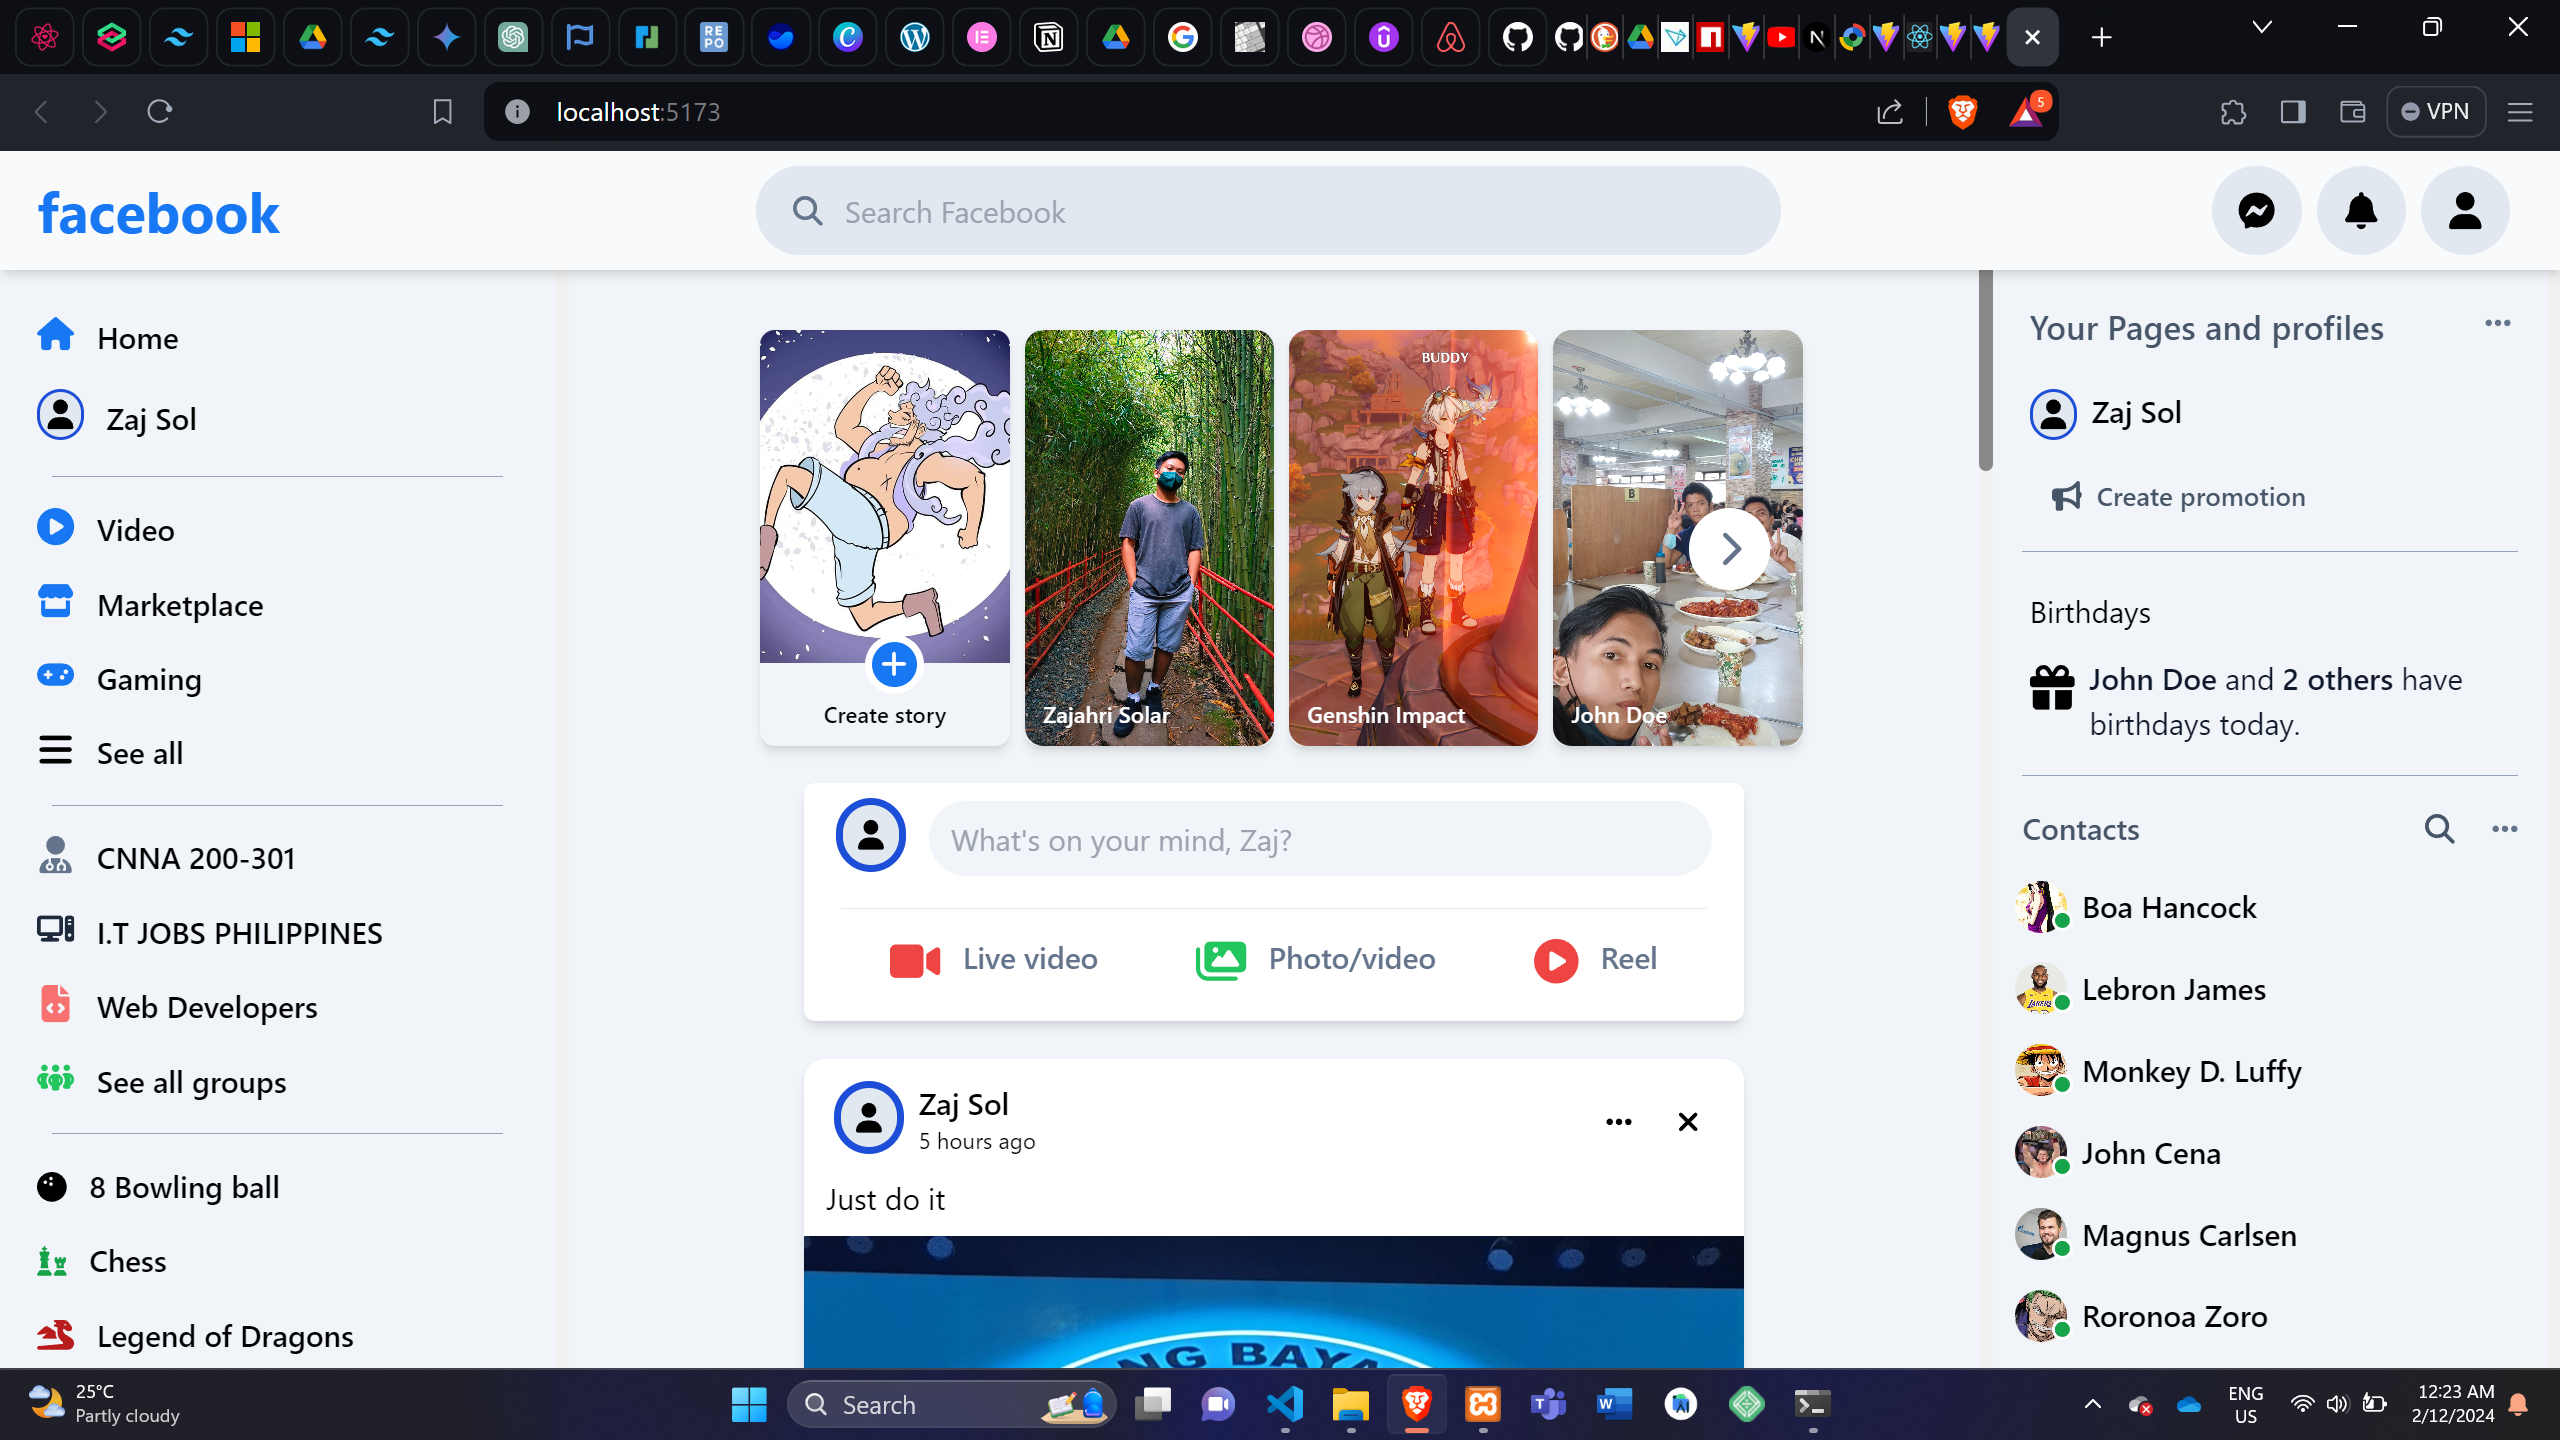 localhost:5173
5
VPN
facebook
Search Facebook
Home
Zaj Sol
Video
Marketplace
Gaming
See all
CNNA 200-301
I.T JOBS PHILIPPINES
Web Developers
See all groups
8 Bowling ball
Chess
Legend of Dragons
BUDDY
Create story
Zajahri Solar
Genshin Impact
B
John Doe
What's on your mind, Zaj?
Live video
Photo/video
Reel
Zaj Sol
5 hours ago
Just do it
NG BAYA
Your Pages and profiles
Zaj Sol
Create promotion
Birthdays
John Doe and 2 others have
birthdays today.
Contacts
Boa Hancock
Lebron James
Monkey D. Luffy
John Cena
Magnus Carlsen
Roronoa Zoro
25°C
Partly cloudy
Search
ENG
US
12:23 AM
2/12/2024